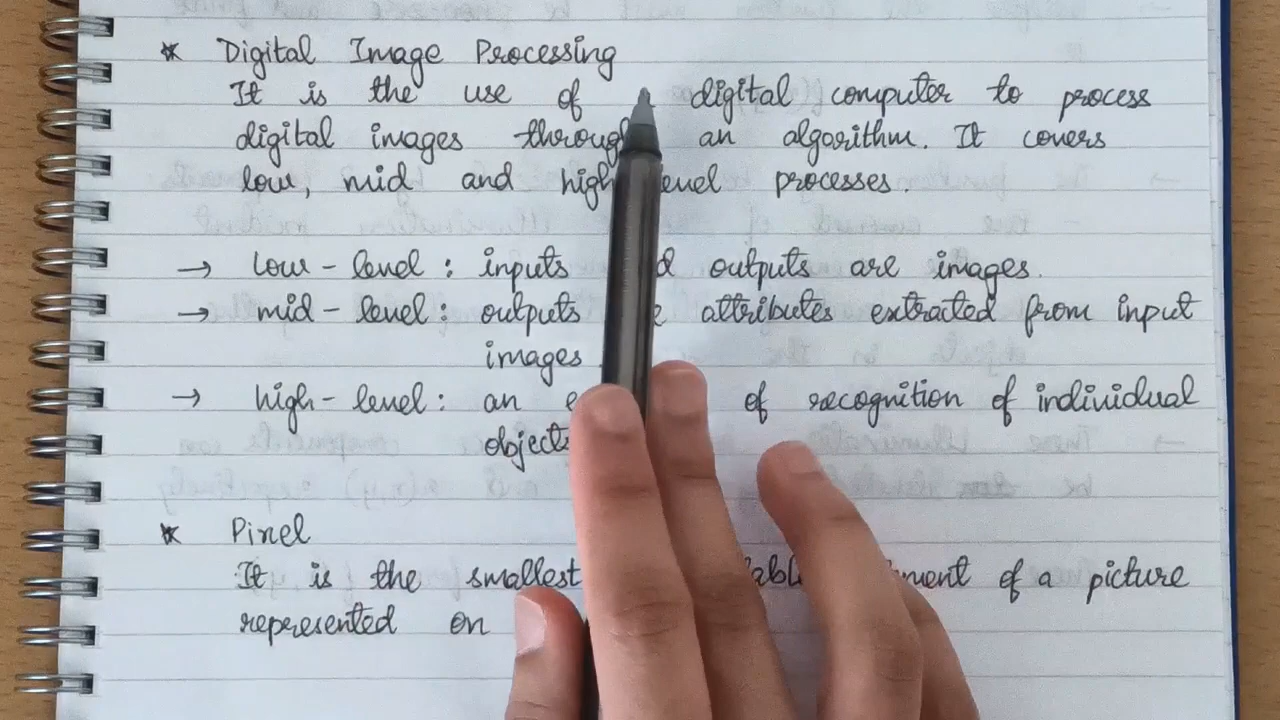 * Digital Image Processing
It is the use of digital computer to process
digital images through an algorithm. It covers
low, mid and high level processes.
→ low-level: inputs outputs are images.
→ mid-level: outputs attributes extracted from input
images
→ high-level: an of recognition of individual
objects
* Pixel
It is the smallest of a picture
represented on